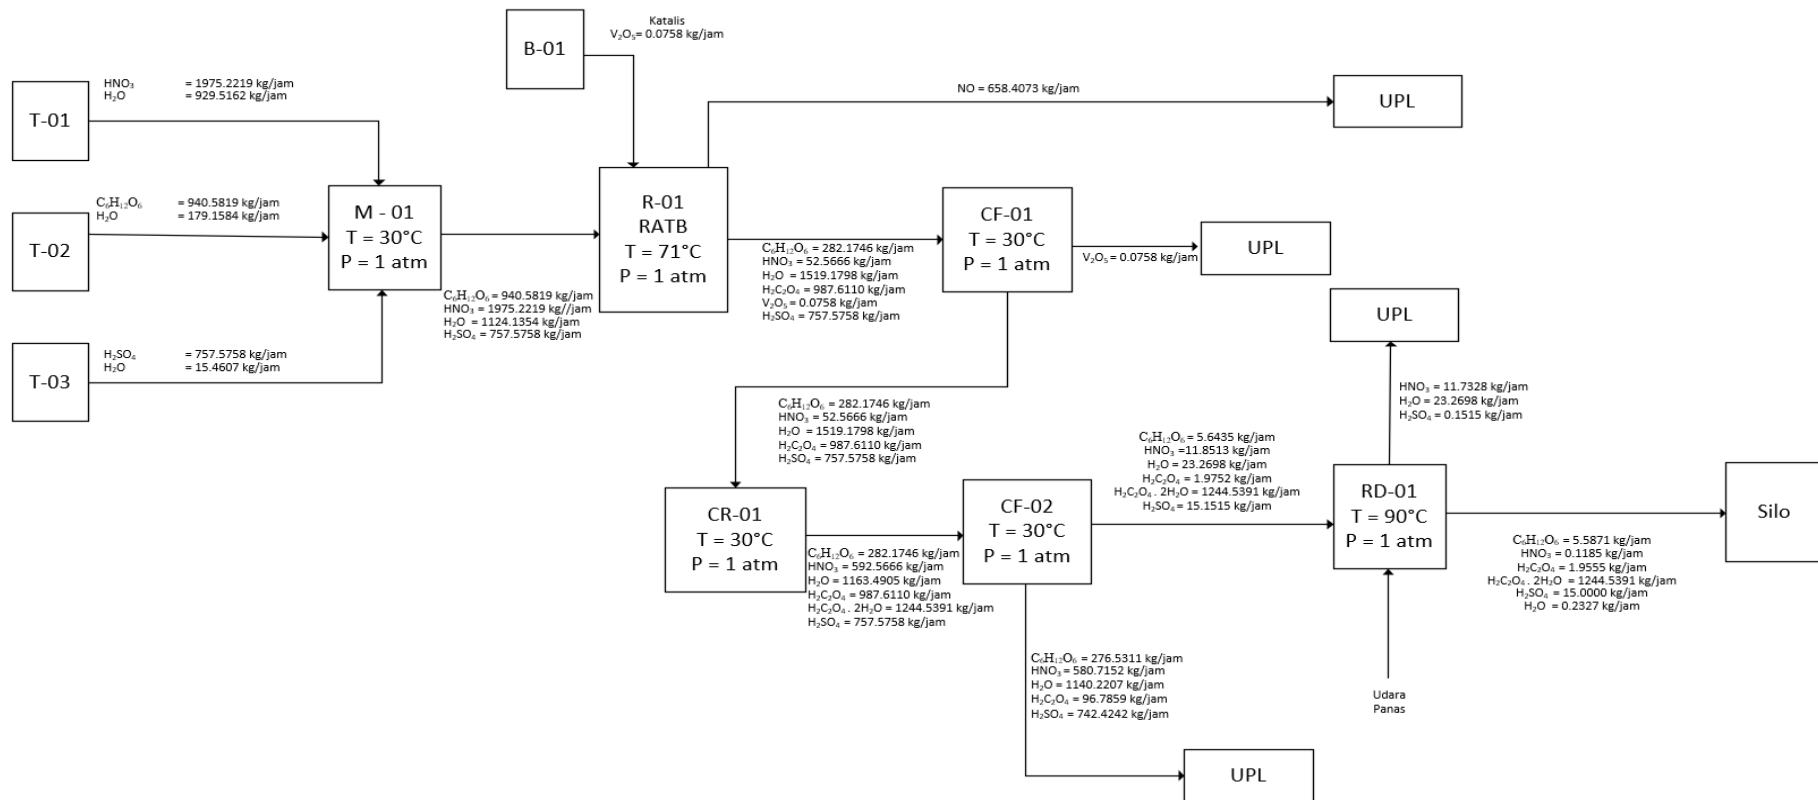 B-01
Katalis
V₂O₅= 0.0758 kg/jam
T-01
HNO₃ = 1975.2219 kg/jam
H₂O = 929.5162 kg/jam
NO = 658.4073 kg/jam
UPL
T-02
C₆H₁₂O₆ = 940.5819 kg/jam
H₂O = 179.1584 kg/jam
M - 01
T = 30°C
P = 1 atm
C₆H₁₂O₆ = 940.5819 kg/jam
HNO₃ = 1975.2219 kg//jam
H₂O = 1124.1354 kg/jam
H₂SO₄ = 757.5758 kg/jam
R-01
RATB
T = 71°C
P = 1 atm
C₆H₁₂O₆ = 282.1746 kg/jam
HNO₃ = 52.5666 kg/jam
H₂O = 1519.1798 kg/jam
H₂C₂O₄ = 987.6110 kg/jam
V₂O₅ = 0.0758 kg/jam
H₂SO₄ = 757.5758 kg/jam
CF-01
T = 30°C
P = 1 atm
V₂O₅ = 0.0758 kg/jam
UPL
T-03
H₂SO₄ = 757.5758 kg/jam
H₂O = 15.4607 kg/jam
UPL
HNO₃ = 11.7328 kg/jam
H₂O = 23.2698 kg/jam
H₂SO₄ = 0.1515 kg/jam
C₆H₁₂O₆ = 282.1746 kg/jam
HNO₃ = 52.5666 kg/jam
H₂O = 1519.1798 kg/jam
H₂C₂O₄ = 987.6110 kg/jam
H₂SO₄ = 757.5758 kg/jam
CR-01
T = 30°C
P = 1 atm
C₆H₁₂O₆ = 282.1746 kg/jam
HNO₃ = 592.5666 kg/jam
H₂O = 1163.4905 kg/jam
H₂C₂O₄ = 987.6110 kg/jam
H₂C₂O₄ . 2H₂O = 1244.5391 kg/jam
H₂SO₄ = 757.5758 kg/jam
CF-02
T = 30°C
P = 1 atm
C₆H₁₂O₆ = 5.6435 kg/jam
HNO₃ =11.8513 kg/jam
H₂O = 23.2698 kg/jam
H₂C₂O₄ = 1.9752 kg/jam
H₂C₂O₄ . 2H₂O = 1244.5391 kg/jam
H₂SO₄ = 15.1515 kg/jam
RD-01
T = 90°C
P = 1 atm
C₆H₁₂O₆ = 5.5871 kg/jam
HNO₃ = 0.1185 kg/jam
H₂C₂O₄ = 1.9555 kg/jam
H₂C₂O₄ . 2H₂O = 1244.5391 kg/jam
H₂SO₄ = 15.0000 kg/jam
H₂O = 0.2327 kg/jam
Silo
C₆H₁₂O₆ = 276.5311 kg/jam
HNO₃ = 580.7152 kg/jam
H₂O = 1140.2207 kg/jam
H₂C₂O₄ = 96.7859 kg/jam
H₂SO₄ = 742.4242 kg/jam
Udara
Panas
UPL